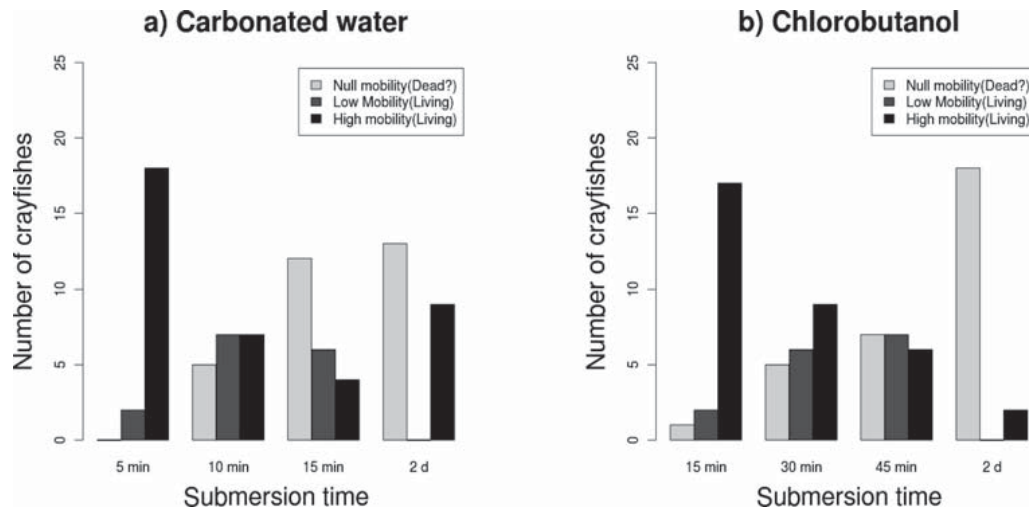 a) Carbonated water
25
20
15
10
5
0
Number of crayfishes
Null mobility(Dead?)
Low Mobility(Living)
High mobility(Living)
5 min
10 min
15 min
2 d
Submersion time
b) Chlorobutanol
25
20
15
10
5
0
Number of crayfishes
Null mobility(Dead?)
Low Mobility(Living)
High mobility(Living)
15 min
30 min
45 min
2 d
Submersion time